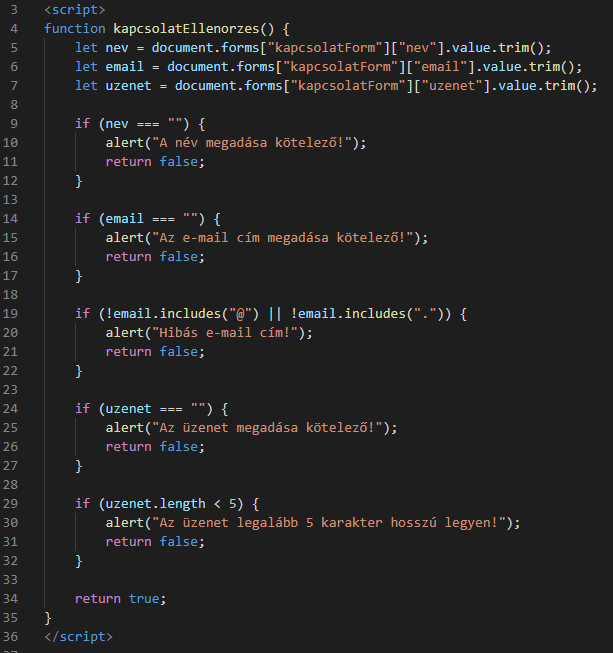 3 <script>
4 function kapcsolatEllenorzes() {
5     let nev = document.forms["kapcsolatForm"]["nev"].value.trim();
6     let email = document.forms["kapcsolatForm"]["email"].value.trim();
7     let uzenet = document.forms["kapcsolatForm"]["uzenet"].value.trim();
8
9     if (nev === "") {
10         alert("A név megadása kötelező!");
11         return false;
12     }
13
14     if (email === "") {
15         alert("Az e-mail cím megadása kötelező!");
16         return false;
17     }
18
19     if (!email.includes("@") || !email.includes(".")) {
20         alert("Hibás e-mail cím!");
21         return false;
22     }
23
24     if (uzenet === "") {
25         alert("Az üzenet megadása kötelező!");
26         return false;
27     }
28
29     if (uzenet.length < 5) {
30         alert("Az üzenet legalább 5 karakter hosszú legyen!");
31         return false;
32     }
33
34     return true;
35 }
36 </script>